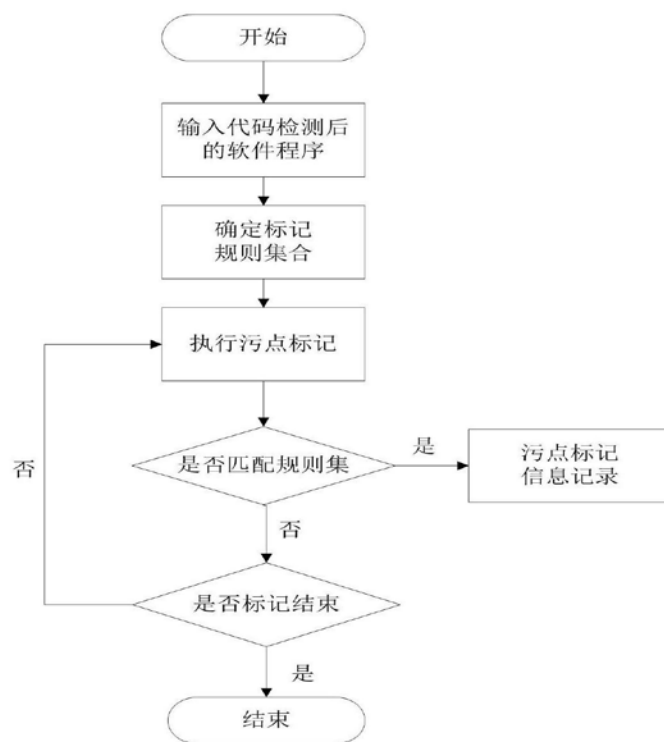 开始
输入代码检测后
的软件程序
确定标记
规则集合
执行污点标记
是否匹配规则集
是
污点标记
信息记录
否
否
是否标记结束
是
结束